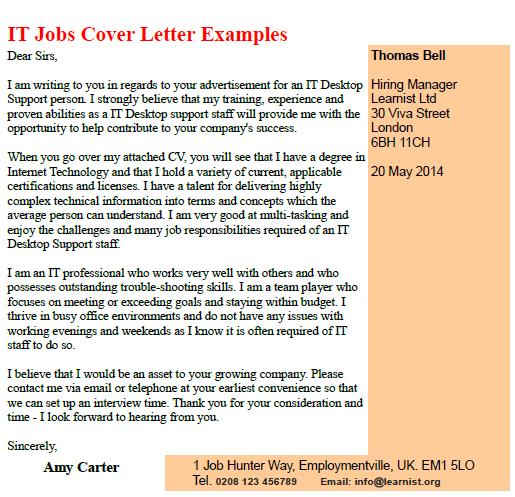 IT Jobs Cover Letter Examples
Dear Sirs,
I am writing to you in regards to your advertisement for an IT Desktop
Support person. I strongly believe that my training, experience and
proven abilities as a IT Desktop support staff will provide me with the
opportunity to help contribute to your company's success.
When you go over my attached CV, you will see that I have a degree in
Internet Technology and that I hold a variety of current, applicable
certifications and licenses. I have a talent for delivering highly
complex technical information into terms and concepts which the
average person can understand. I am very good at multi-tasking and
enjoy the challenges and many job responsibilities required of an IT
Desktop Support staff.
I am an IT professional who works very well with others and who
possesses outstanding trouble-shooting skills. I am a team player who
focuses on meeting or exceeding goals and staying within budget. I
thrive in busy office environments and do not have any issues with
working evenings and weekends as I know it is often required of IT
staff to do so.
I believe that I would be an asset to your growing company. Please
contact me via email or telephone at your earliest convenience so that
we can set up an interview time. Thank you for your consideration and
time - I look forward to hearing from you.
Sincerely,
Amy Carter
Thomas Bell
Hiring Manager
Learnist Ltd
30 Viva Street
London
6BH 11CH
20 May 2014
1 Job Hunter Way, Employmentville, UK. EM1 5LO
Tel. 0208 123 456789 Email: info@learnist.org